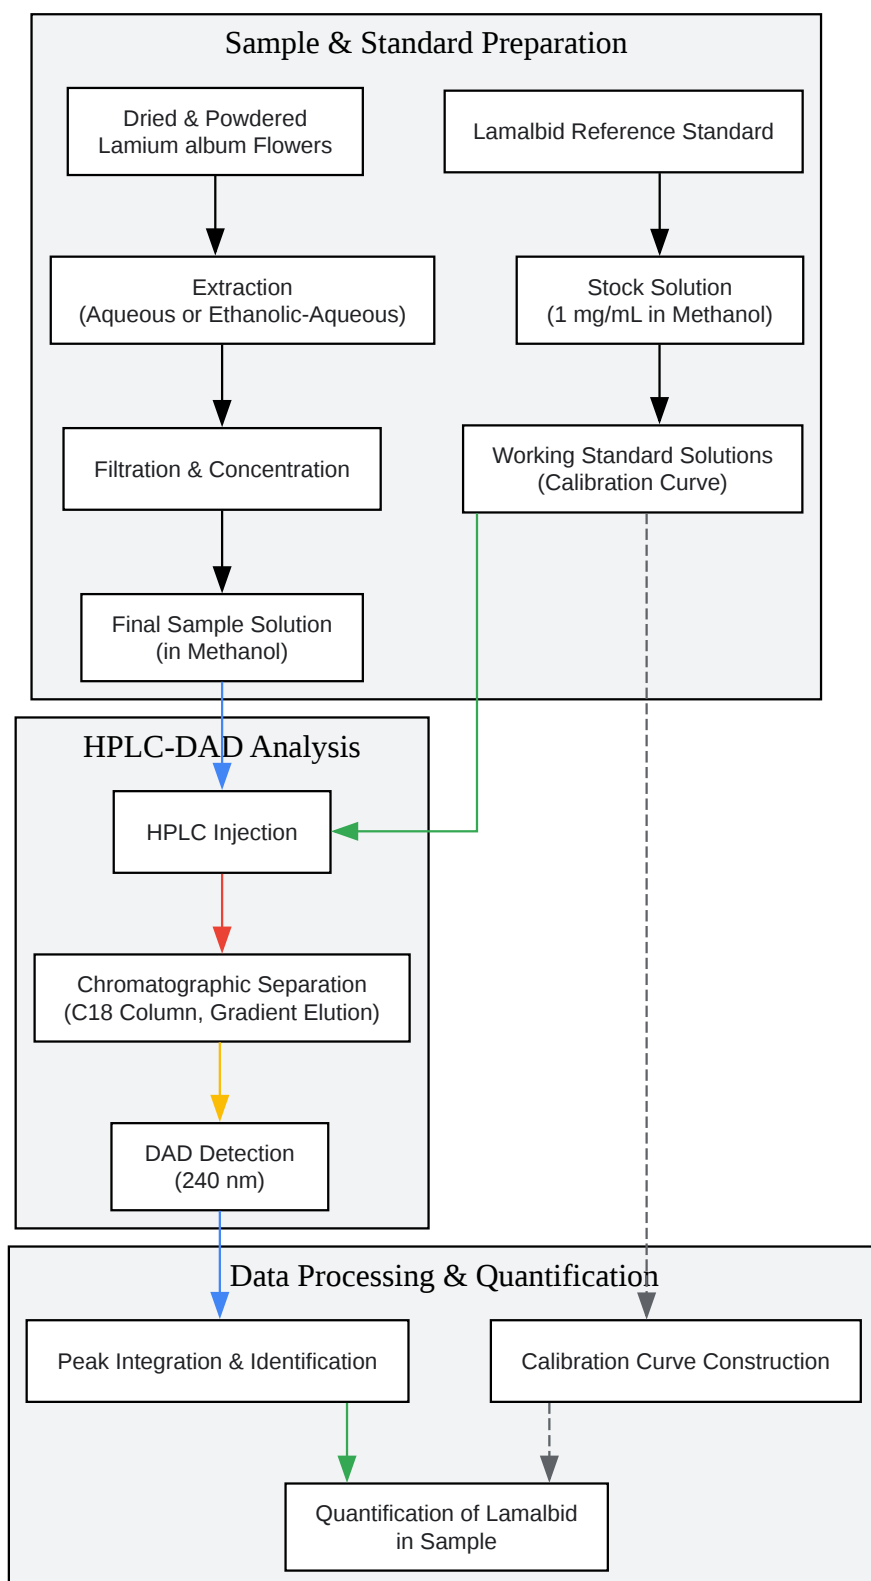 Sample & Standard Preparation
Dried & Powdered
Lamium album Flowers
Lamalbid Reference Standard
Extraction
(Aqueous or Ethanolic-Aqueous)
Stock Solution
(1 mg/mL in Methanol)
Filtration & Concentration
Working Standard Solutions
(Calibration Curve)
Final Sample Solution
(in Methanol)
HPLC-DAD Analysis
HPLC Injection
Chromatographic Separation
(C18 Column, Gradient Elution)
DAD Detection
(240 nm)
Data Processing & Quantification
Peak Integration & Identification
Calibration Curve Construction
Quantification of Lamalbid
in Sample